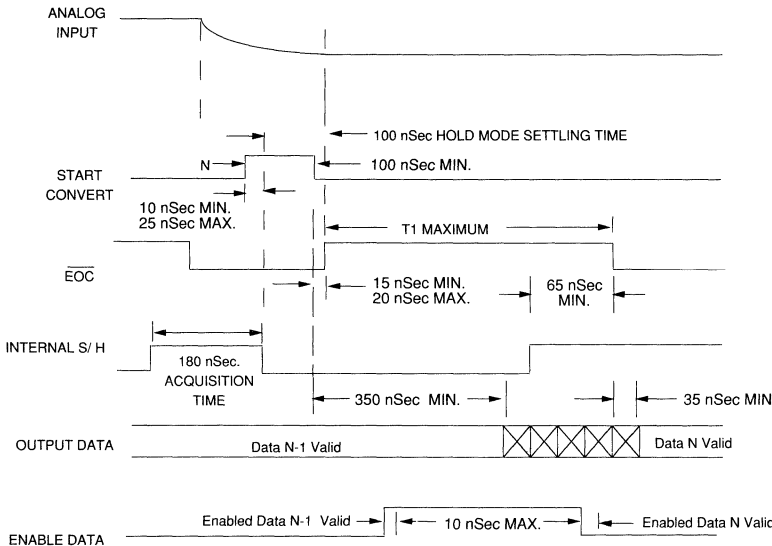 ANALOG
INPUT
100 nSec HOLD MODE SETTLING TIME
N
100 nSec MIN.
START
CONVERT
10 nSec MIN.
25 nSec MAX.
T1 MAXIMUM
EOC
15 nSec MIN.
20 nSec MAX.
65 nSec
MIN.
INTERNAL S/ H
180 nSec.
ACQUISITION
TIME
350 nSec MIN.
35 nSec MIN
OUTPUT DATA
Data N-1 Valid
Data N Valid
ENABLE DATA
Enabled Data N-1 Valid
10 nSec MAX.
Enabled Data N Valid